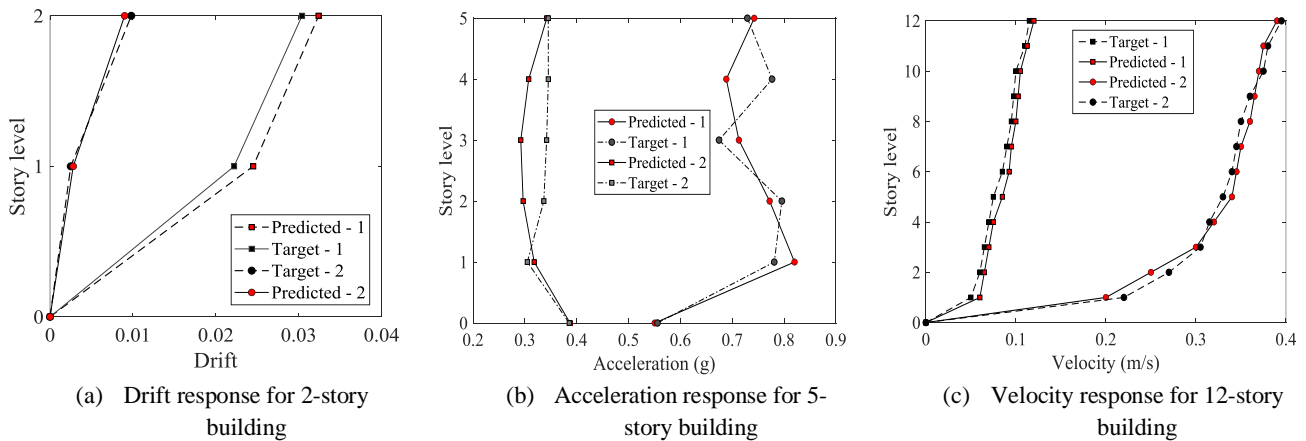 2
1
0
Story level
0
0.01
0.02
0.03
0.04
Drift
Predicted - 1
Target - 1
Target - 2
Predicted - 2
(a) Drift response for 2-story
building
5
4
3
2
1
0
Story level
0.2
0.3
0.4
0.5
0.6
0.7
0.8
0.9
Acceleration (g)
Predicted - 1
Target - 1
Predicted - 2
Target - 2
(b) Acceleration response for 5-
story building
12
10
8
6
4
2
0
Story level
0
0.1
0.2
0.3
0.4
Velocity (m/s)
Target - 1
Predicted - 1
Predicted - 2
Target - 2
(c) Velocity response for 12-story
building